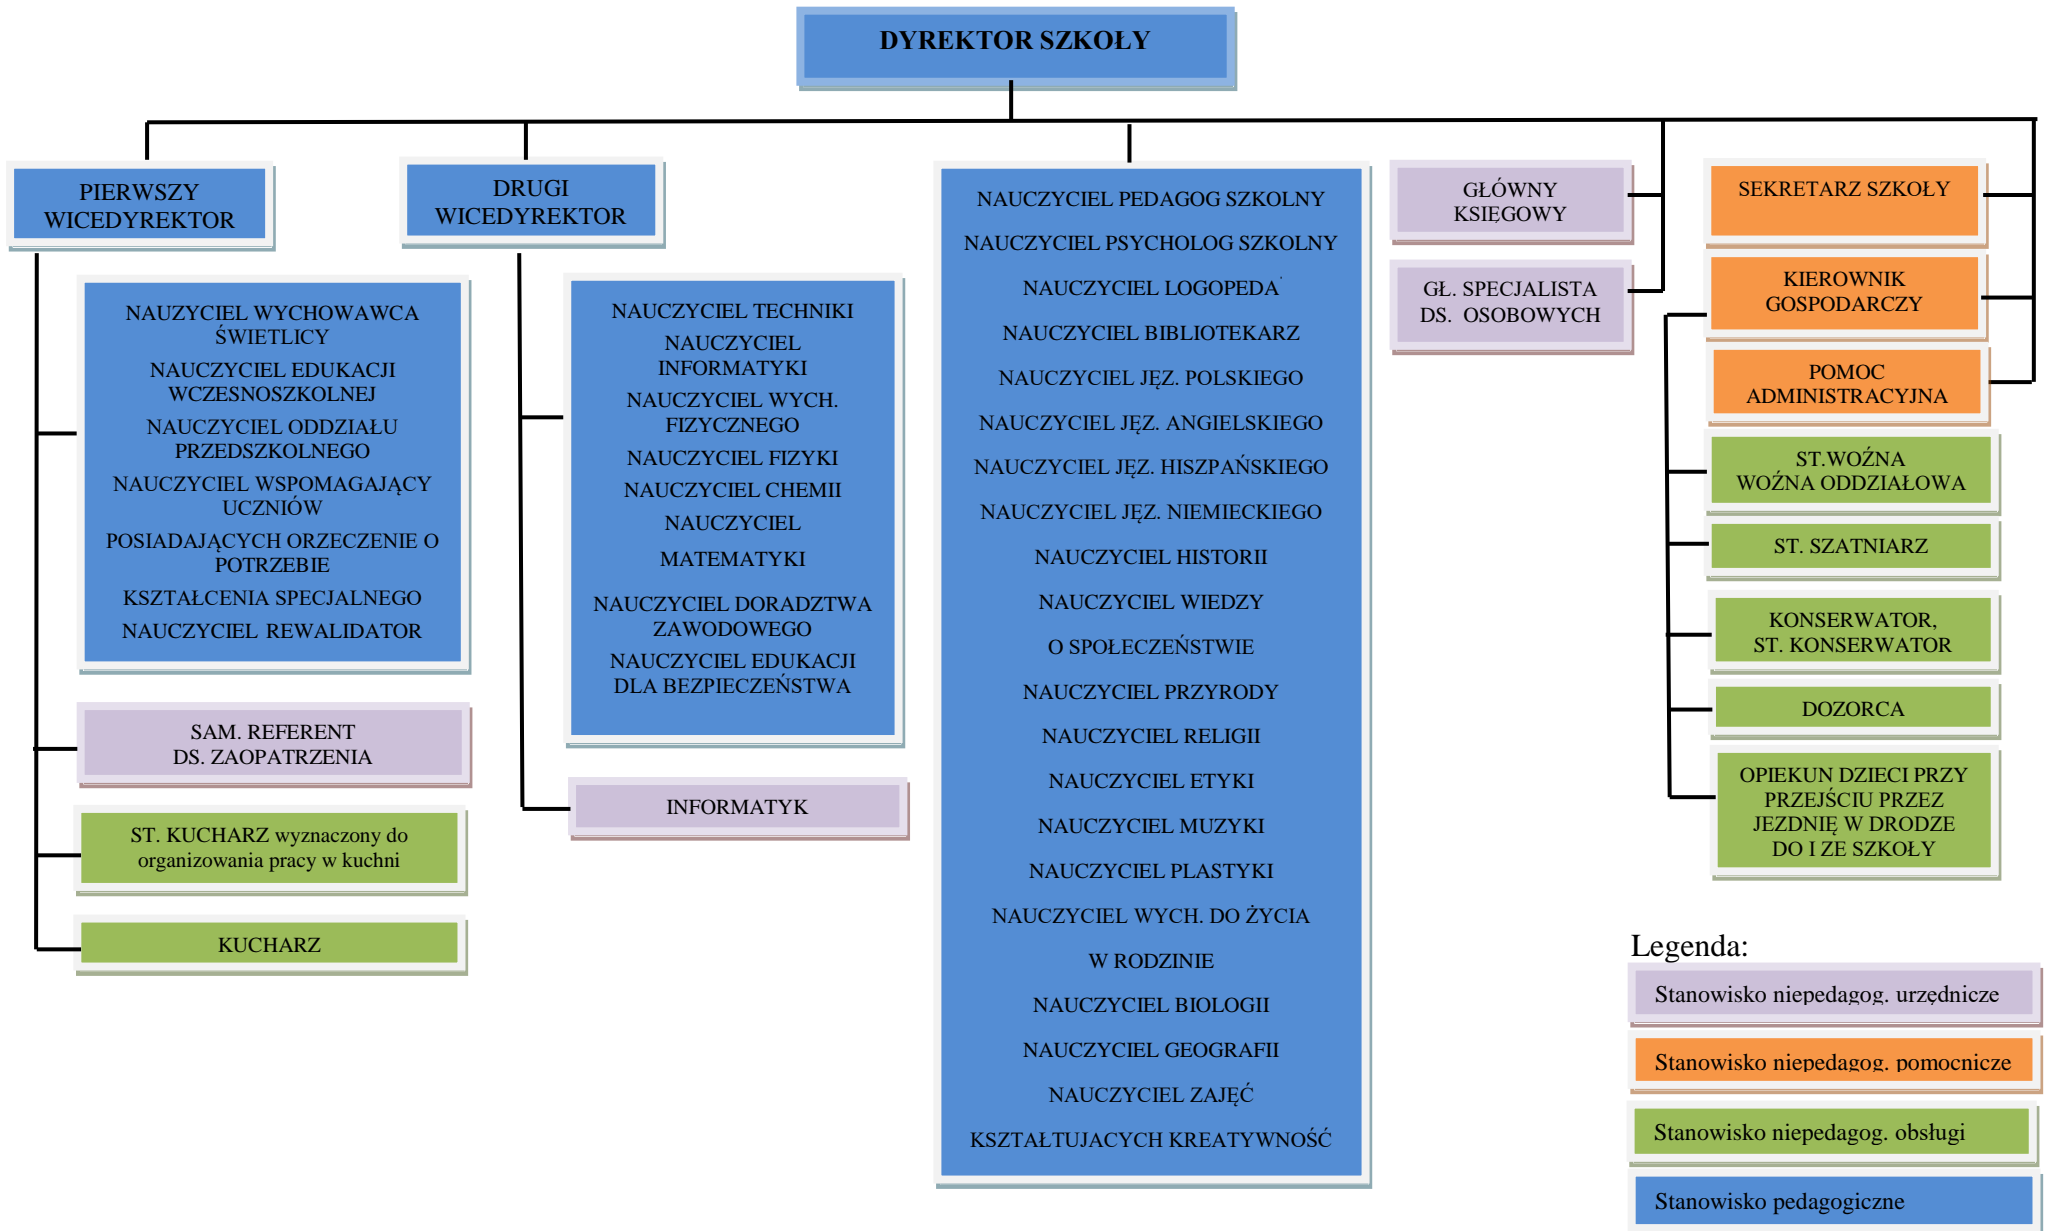 DYREKTOR SZKOŁY
PIERWSZY
WICEDYREKTOR
NAUZYCIEL WYCHOWAWCA
ŚWIETLICY
NAUCZYCIEL EDUKACJI
WCZESNOSZKOLNEJ
NAUCZYCIEL ODDZIAŁU
PRZEDSZKOLNEGO
NAUCZYCIEL WSPOMAGAJĄCY
UCZNIÓW
POSIADAJĄCYCH ORZECZENIE O
POTRZEBIE
KSZTAŁCENIA SPECJALNEGO
NAUCZYCIEL REWALIDATOR
SAM. REFERENT
DS. ZAOPATRZENIA
ST. KUCHARZ wyznaczony do
organizowania pracy w kuchni
KUCHARZ
DRUGI
WICEDYREKTOR
NAUCZYCIEL TECHNIKI
NAUCZYCIEL
INFORMATYKI
NAUCZYCIEL WYCH.
FIZYCZNEGO
NAUCZYCIEL FIZYKI
NAUCZYCIEL CHEMII
NAUCZYCIEL
MATEMATYKI
NAUCZYCIEL DORADZTWA
ZAWODOWEGO
NAUCZYCIEL EDUKACJI
DLA BEZPIECZEŃSTWA
INFORMATYK
NAUCZYCIEL PEDAGOG SZKOLNY
NAUCZYCIEL PSYCHOLOG SZKOLNY
NAUCZYCIEL LOGOPEDA
NAUCZYCIEL BIBLIOTEKARZ
NAUCZYCIEL JĘZ. POLSKIEGO
NAUCZYCIEL JĘZ. ANGIELSKIEGO
NAUCZYCIEL JĘZ. HISZPAŃSKIEGO
NAUCZYCIEL JĘZ. NIEMIECKIEGO
NAUCZYCIEL HISTORII
NAUCZYCIEL WIEDZY
O SPOŁECZEŃSTWIE
NAUCZYCIEL PRZYRODY
NAUCZYCIEL RELIGII
NAUCZYCIEL ETYKI
NAUCZYCIEL MUZYKI
NAUCZYCIEL PLASTYKI
NAUCZYCIEL WYCH. DO ŻYCIA
W RODZINIE
NAUCZYCIEL BIOLOGII
NAUCZYCIEL GEOGRAFII
NAUCZYCIEL ZAJĘĆ
KSZTAŁTUJACYCH KREATYWNOŚĆ
GŁÓWNY
KSIĘGOWY
GŁ. SPECJALISTA
DS. OSOBOWYCH
SEKRETARZ SZKOŁY
KIEROWNIK
GOSPODARCZY
POMOC
ADMINISTRACYJNA
ST.WOŹNA
WOŹNA ODDZIAŁOWA
ST. SZATNIARZ
KONSERWATOR,
ST. KONSERWATOR
DOZORCA
OPIEKUN DZIECI PRZY
PRZEJŚCIU PRZEZ
JEZDNIĘ W DRODZE
DO I ZE SZKOŁY
Legenda:
Stanowisko niepedagog. urzędnicze
Stanowisko niepedagog. pomocnicze
Stanowisko niepedagog. obsługi
Stanowisko pedagogiczne